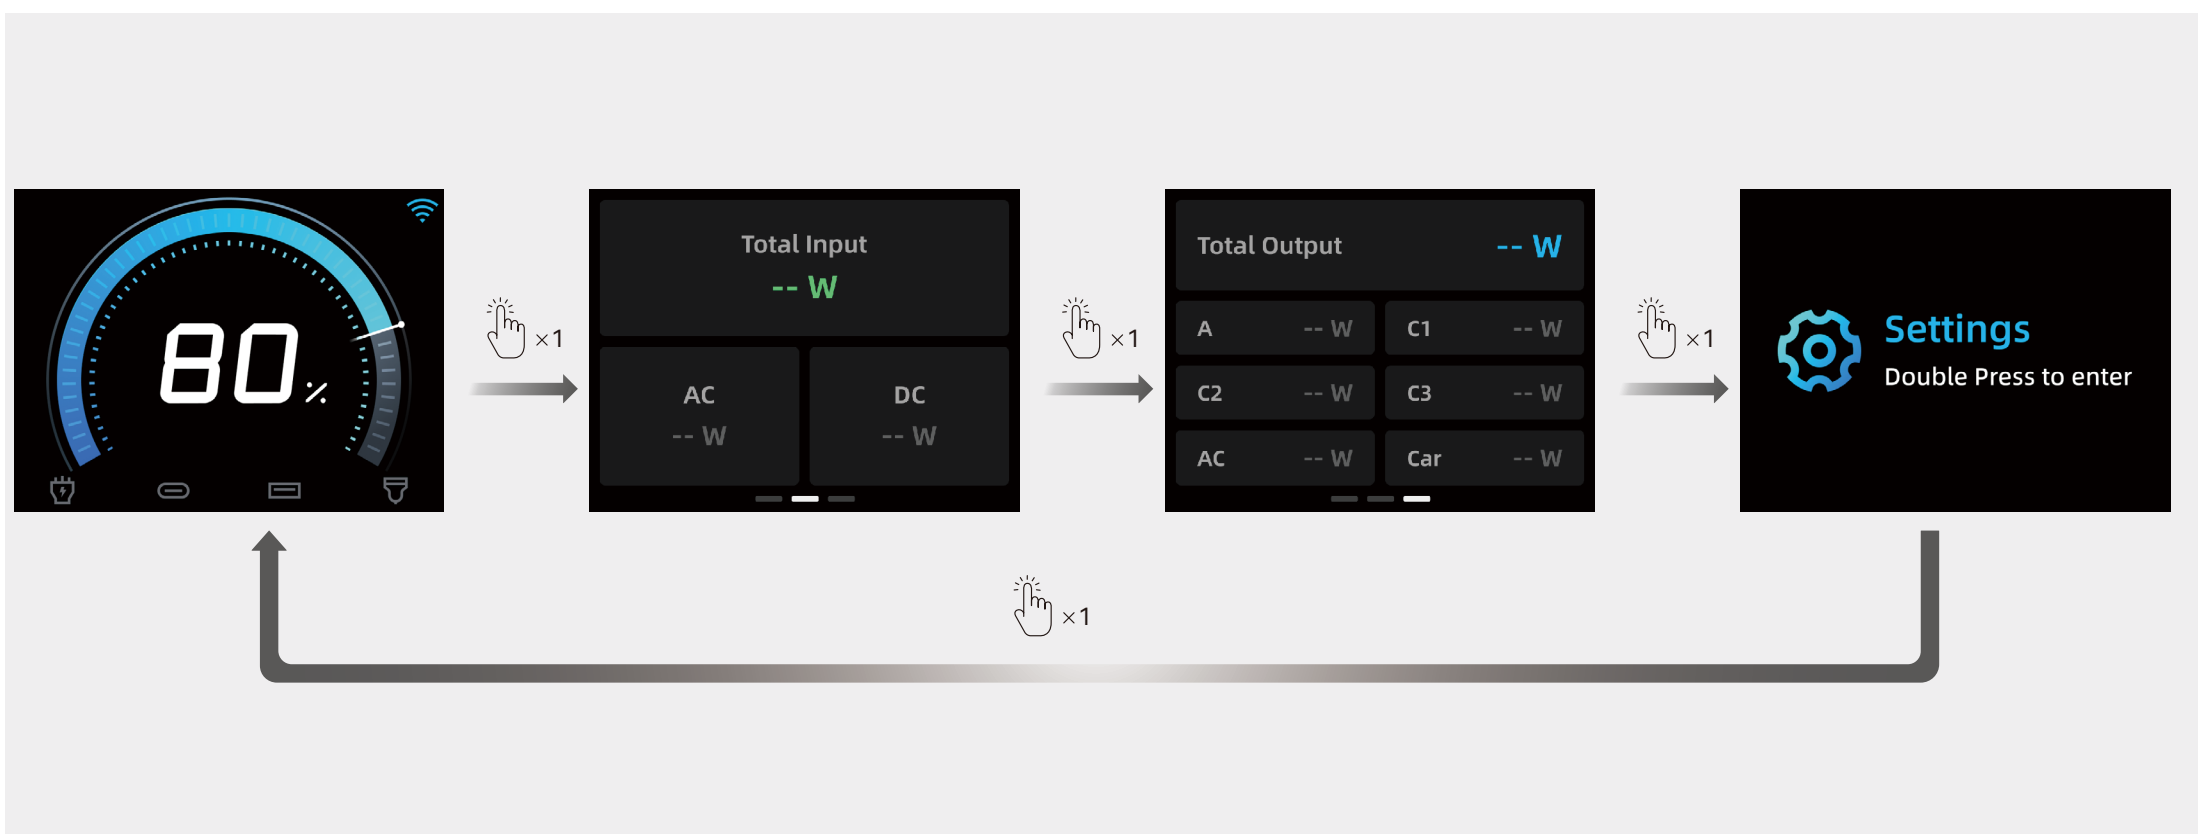 80%
×1
Total Input
-- W
AC
-- W
DC
-- W
×1
Total Output -- W
A -- W
C1 -- W
C2 -- W
C3 -- W
AC -- W
Car -- W
×1
Settings
Double Press to enter
×1